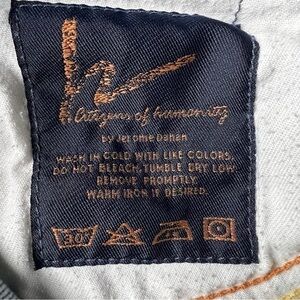 Citizens of humanity
by Jerome Dahan
WASH IN COLD WITH LIKE COLORS.
DO NOT BLEACH, TUMBLE DRY LOW
REMOVE PROMPTLY.
WARM IRON IF DESIRED.
30